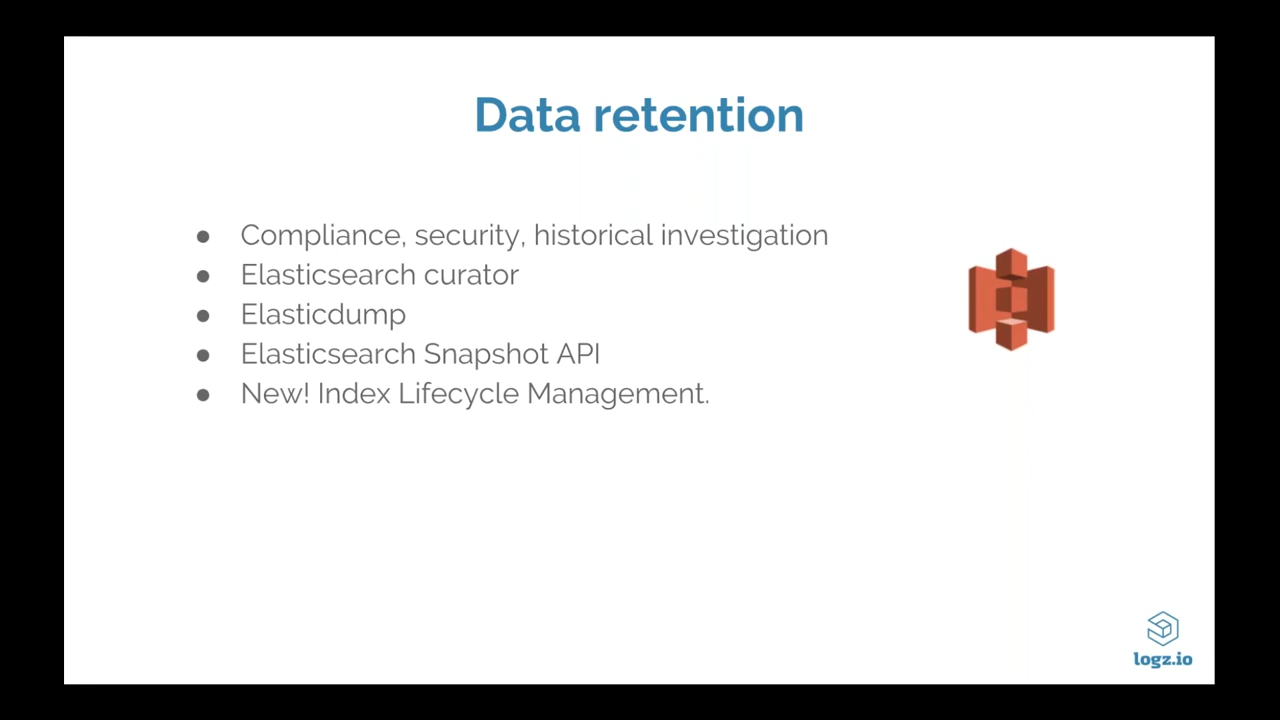 Data retention
● Compliance, security, historical investigation
● Elasticsearch curator
● Elasticdump
● Elasticsearch Snapshot API
● New! Index Lifecycle Management.
logz.io